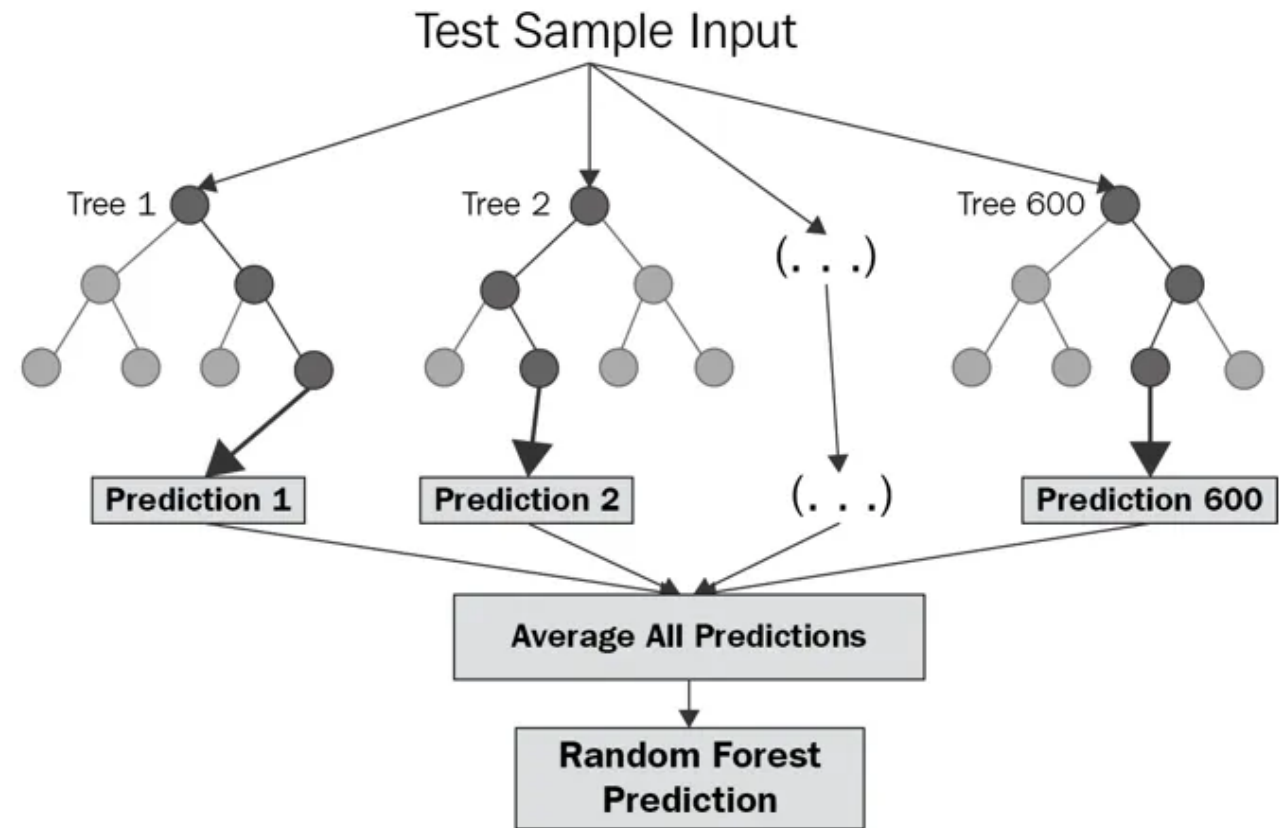 Test Sample Input
Tree 1
Tree 2
Tree 600
(. . .)
Prediction 1
Prediction 2
(. . .)
Prediction 600
Average All Predictions
Random Forest
Prediction